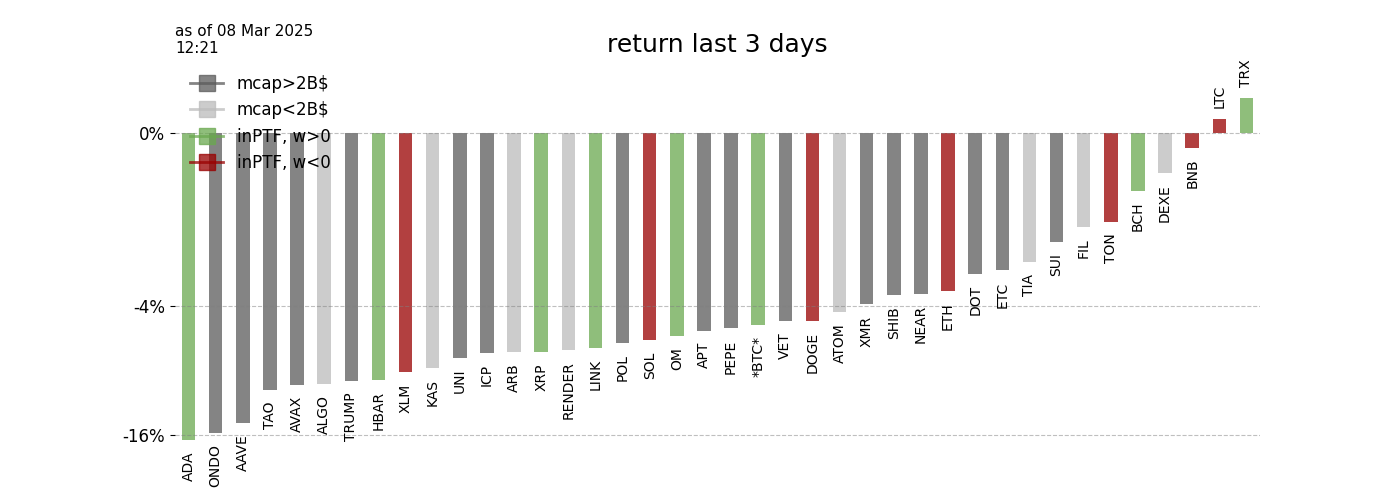 as of 08 Mar 2025
12:21
return last 3 days
mcap>2B$
mcap<2B$
inPTF, w>0
inPTF, w<0
0%
-4%
-16%
ADA
ONDO
AAVE
TAO
AVAX
ALGO
TRUMP
HBAR
XLM
KAS
UNI
ICP
ARB
XRP
RENDER
LINK
POL
SOL
OM
APT
PEPE
*BTC*
VET
DOGE
ATOM
XMR
SHIB
NEAR
ETH
DOT
ETC
TIA
SUI
FIL
TON
BCH
DEXE
BNB
LTC
TRX